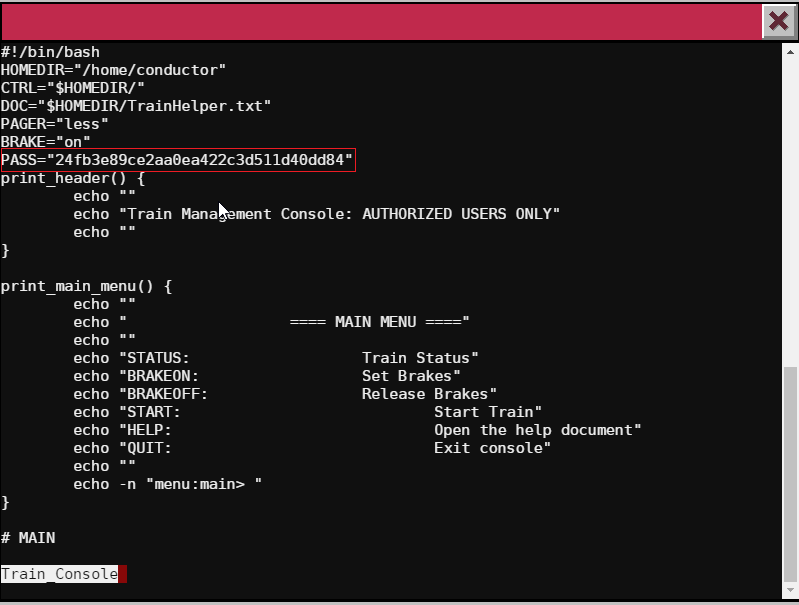 #!/bin/bash
HOMEDIR="/home/conductor"
CTRL="$HOMEDIR/"
DOC="$HOMEDIR/TrainHelper.txt"
PAGER="less"
BRAKE="on"
PASS="24fb3e89ce2aa0ea422c3d511d40dd84"
print_header() {
        echo ""
        echo "Train Management Console: AUTHORIZED USERS ONLY"
        echo ""
}

print_main_menu() {
        echo ""
        echo "                  ==== MAIN MENU ===="
        echo ""
        echo "STATUS:                   Train Status"
        echo "BRAKEON:                  Set Brakes"
        echo "BRAKEOFF:                 Release Brakes"
        echo "START:                            Start Train"
        echo "HELP:                             Open the help document"
        echo "QUIT:                             Exit console"
        echo ""
        echo -n "menu:main> "
}

# MAIN

Train_Console